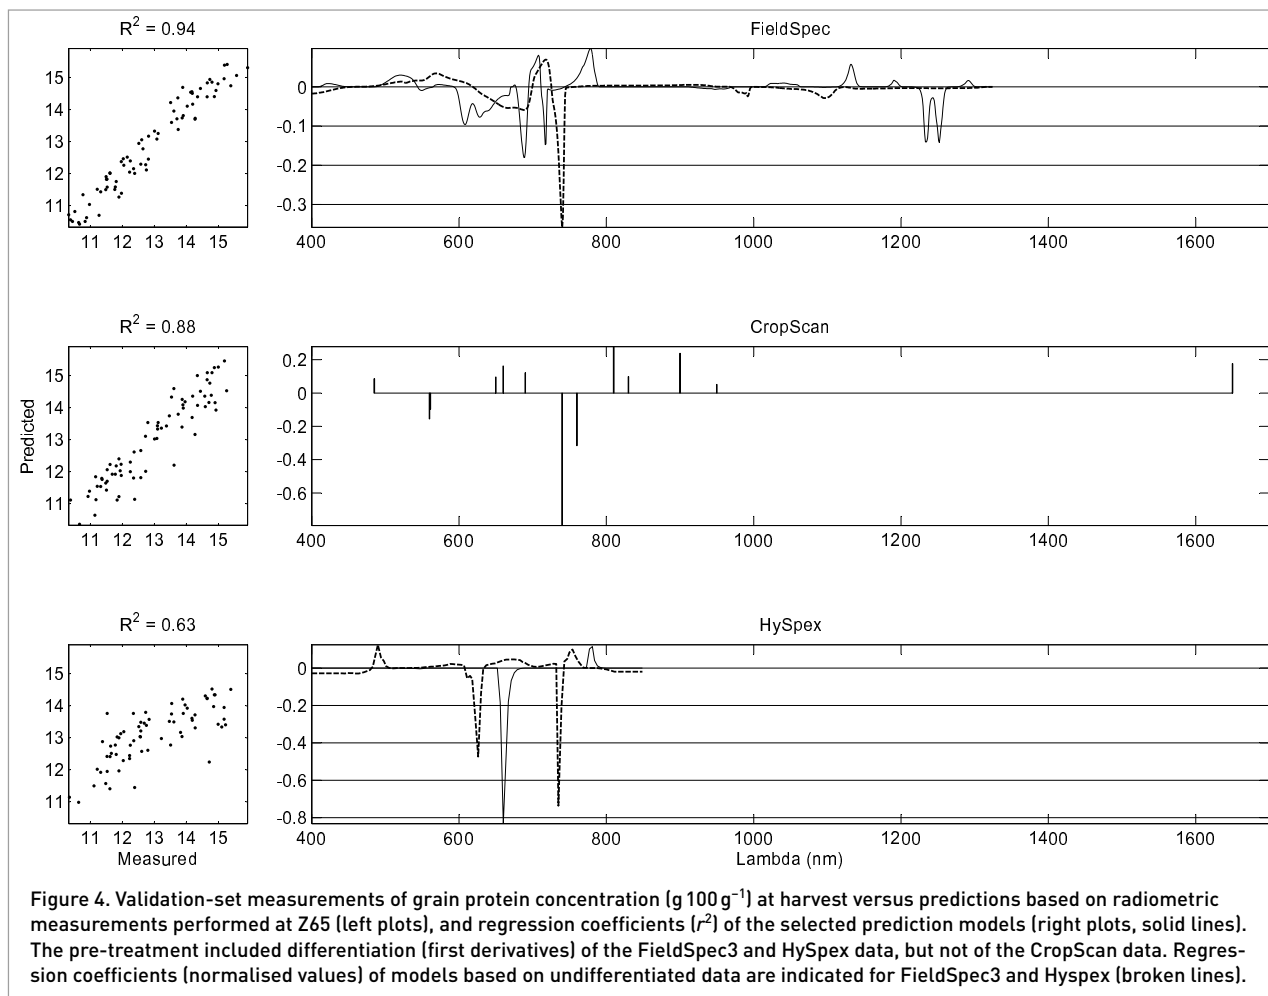 R2 = 0.94
FieldSpec
15
14
13
12
11
11 12 13 14 15
0
-0.1
-0.2
-0.3
400 600 800 1000 1200 1400 1600
R2 = 0.88
CropScan
Predicted
15
14
13
12
11
11 12 13 14 15
0.2
0
-0.2
-0.4
-0.6
400 600 800 1000 1200 1400 1600
R2 = 0.63
HySpex
15
14
13
12
11
11 12 13 14 15
Measured
0
-0.2
-0.4
-0.6
-0.8
400 600 800 1000 1200 1400 1600
Lambda (nm)
Figure 4. Validation-set measurements of grain protein concentration (g 100 g−1) at harvest versus predictions based on radiometric
measurements performed at Z65 (left plots), and regression coefficients (r2) of the selected prediction models (right plots, solid lines).
The pre-treatment included differentiation (first derivatives) of the FieldSpec3 and HySpex data, but not of the CropScan data. Regres-
sion coefficients (normalised values) of models based on undifferentiated data are indicated for FieldSpec3 and Hyspex (broken lines).